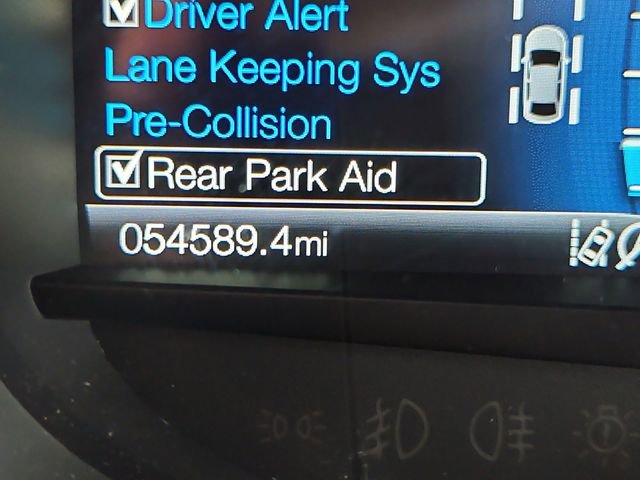 Driver Alert
Lane Keeping Sys
Pre-Collision
Rear Park Aid
054589.4mi